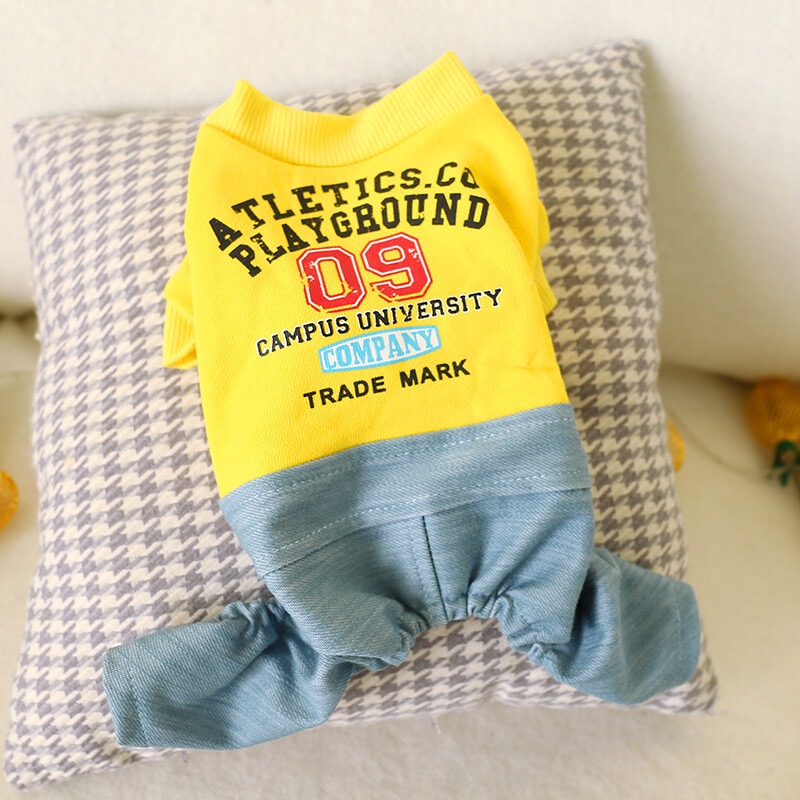 ATLETICS.CO
PLAYGROUND
09
CAMPUS UNIVERSITY
COMPANY
TRADE MARK